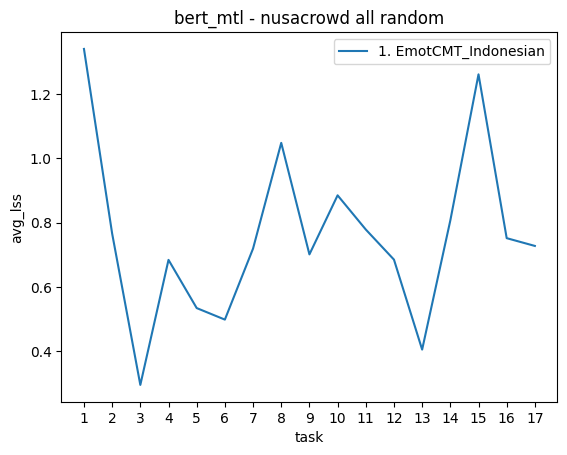 bert_mtl - nusacrowd all random
1. EmotCMT_Indonesian
avg_lss
1.2
1.0
0.8
0.6
0.4
1 2 3 4 5 6 7 8 9 10 11 12 13 14 15 16 17
task